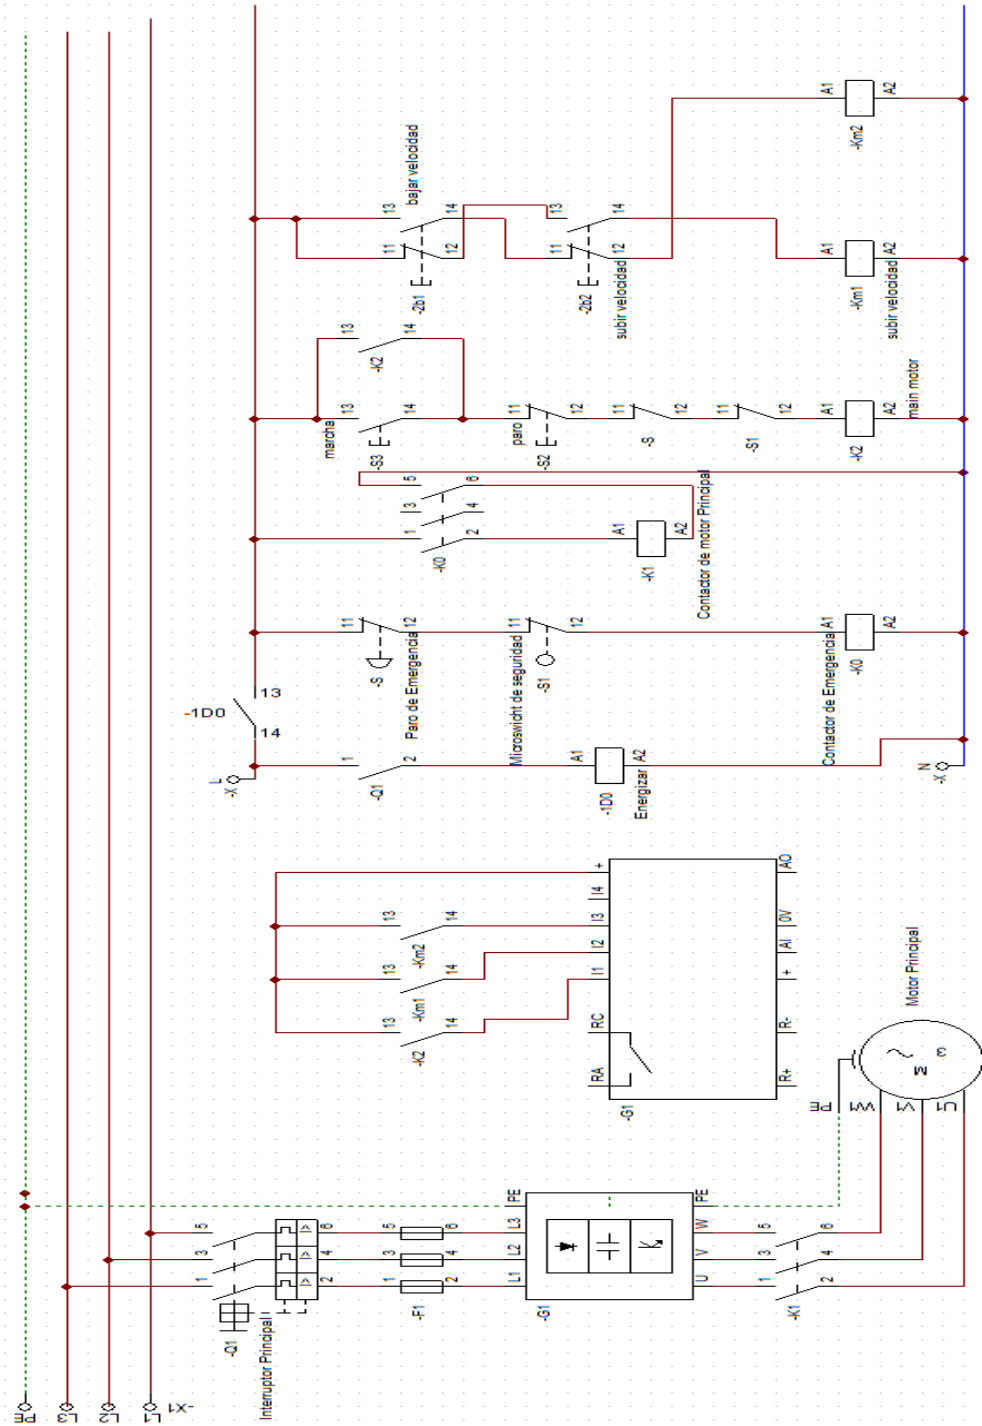 A1
A2
-Km2
bajar velocidad
13
14
11
12
-2b1
13
14
11
12
-2b2
subir velocidad
A1
A2
-Km1
subir velocidad
13
14
-K2
marcha
13
14
-S3
paro
11
12
-S2
11
12
-S
11
12
-S1
A1
A2
-K2
main motor
5
6
3
4
1
2
-K0
A1
A2
-K1
Contactor de motor Principal
11
12
-S
Paro de Emergencia
11
12
-S1
Microswicht de seguridad
A1
A2
-K0
Contactor de Emergencia
13
14
-1D0
L
-X
1
2
-Q1
A1
A2
-1D0
Energizar
N
-X
+
I4
I3
I2
I1
RC
RA
AO
0V
AI
+
R-
R+
-G1
13
14
-Km2
13
14
-Km1
13
14
-K2
Motor Principal
M
3
PE
W1
V1
U1
5
6
3
4
1
2
-Q1
Interruptor Principal
5
6
3
4
1
2
-F1
PE
L3
L2
L1
PE
W
V
U
-G1
5
6
3
4
1
2
-K1
PE
L3
L2
L1
-X1